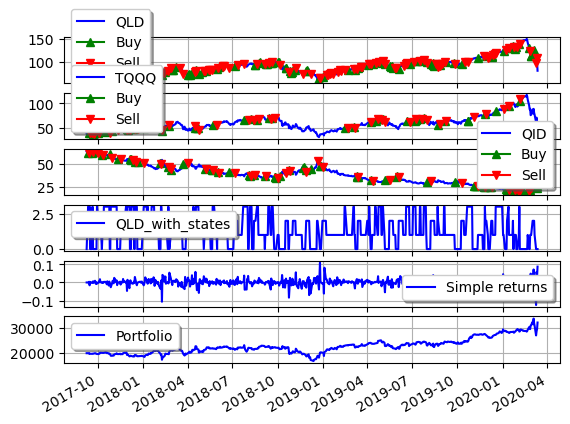 QLD
Buy
Sell
150
100
TQQQ
Buy
Sell
100
50
QID
Buy
Sell
50
25
QLD_with_states
2.5
0.0
Simple returns
0.1
0.0
−0.1
Portfolio
30000
20000
2017-10
2018-01
2018-04
2018-07
2018-10
2019-01
2019-04
2019-07
2019-10
2020-01
2020-04